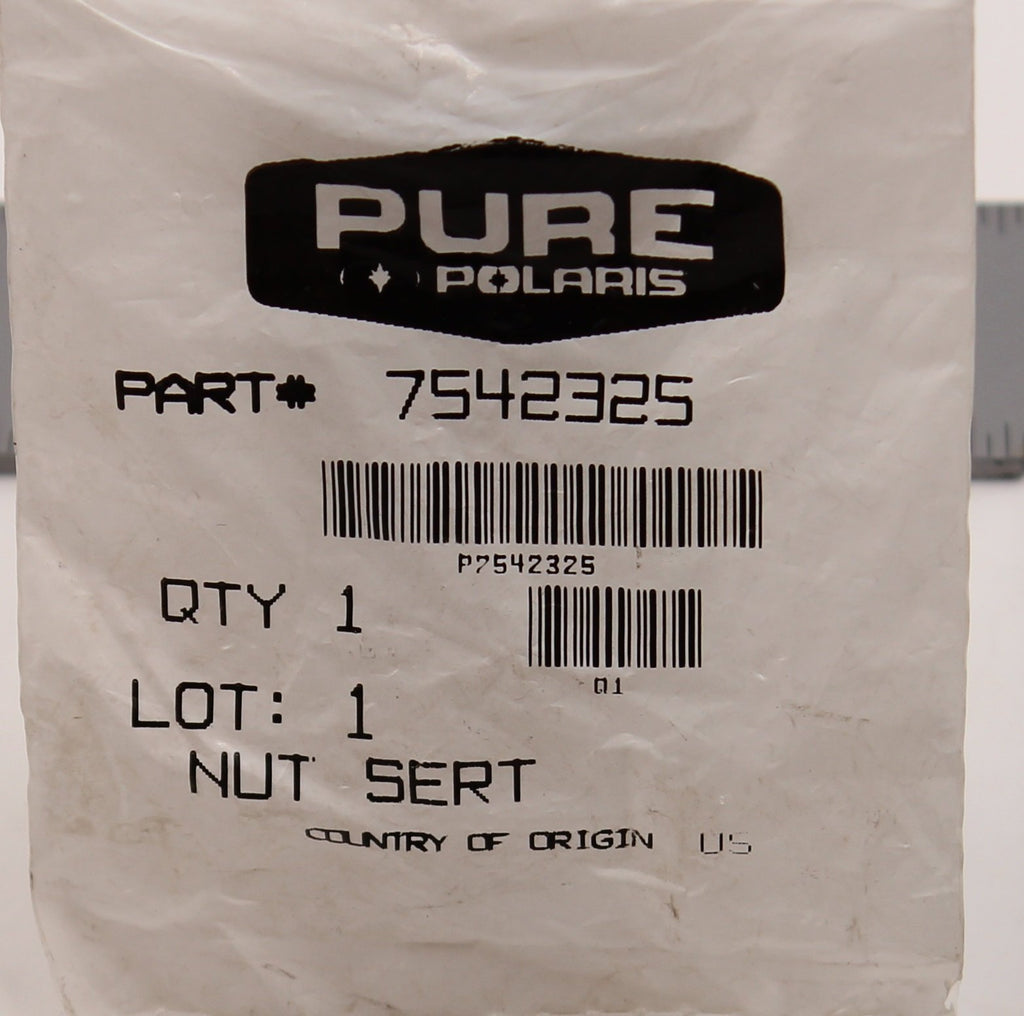 PURE
POLARIS
PART# 7542325
P7542325
QTY 1
Q1
LOT: 1
NUT SERT
COUNTRY OF ORIGIN US